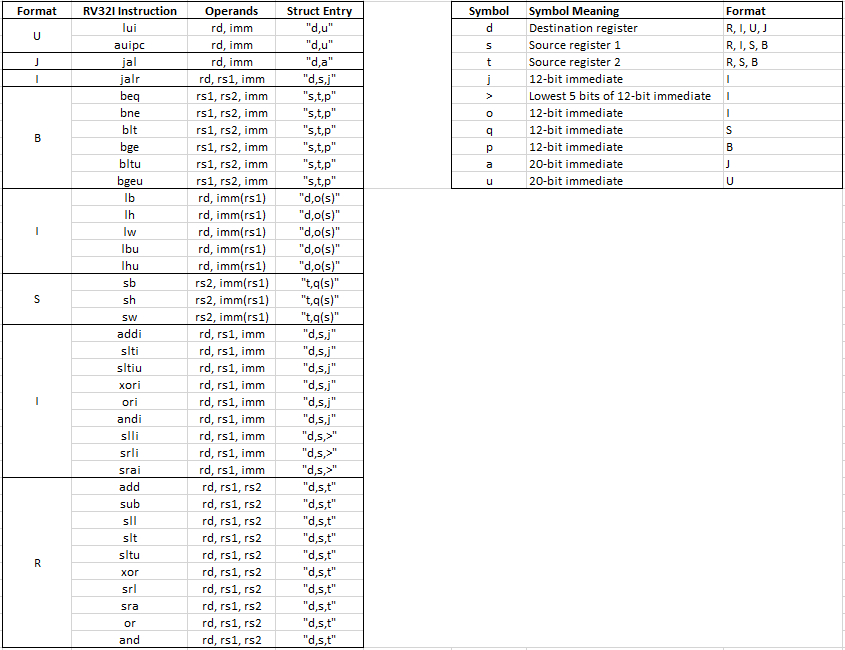 Format RV32I Instruction Operands Struct Entry
U
lui rd, imm "d,u"
auipc rd, imm "d,u"
J jal rd, imm "d,a"
I jalr rd, rs1, imm "d,s,j"
B
beq rs1, rs2, imm "s,t,p"
bne rs1, rs2, imm "s,t,p"
blt rs1, rs2, imm "s,t,p"
bge rs1, rs2, imm "s,t,p"
bltu rs1, rs2, imm "s,t,p"
bgeu rs1, rs2, imm "s,t,p"
I
lb rd, imm(rs1) "d,o(s)"
lh rd, imm(rs1) "d,o(s)"
lw rd, imm(rs1) "d,o(s)"
lbu rd, imm(rs1) "d,o(s)"
lhu rd, imm(rs1) "d,o(s)"
S
sb rs2, imm(rs1) "t,q(s)"
sh rs2, imm(rs1) "t,q(s)"
sw rs2, imm(rs1) "t,q(s)"
I
addi rd, rs1, imm "d,s,j"
slti rd, rs1, imm "d,s,j"
sltiu rd, rs1, imm "d,s,j"
xori rd, rs1, imm "d,s,j"
ori rd, rs1, imm "d,s,j"
andi rd, rs1, imm "d,s,j"
slli rd, rs1, imm "d,s,>"
srli rd, rs1, imm "d,s,>"
srai rd, rs1, imm "d,s,>"
R
add rd, rs1, rs2 "d,s,t"
sub rd, rs1, rs2 "d,s,t"
sll rd, rs1, rs2 "d,s,t"
slt rd, rs1, rs2 "d,s,t"
sltu rd, rs1, rs2 "d,s,t"
xor rd, rs1, rs2 "d,s,t"
srl rd, rs1, rs2 "d,s,t"
sra rd, rs1, rs2 "d,s,t"
or rd, rs1, rs2 "d,s,t"
and rd, rs1, rs2 "d,s,t"
Symbol Symbol Meaning Format
d Destination register R, I, U, J
s Source register 1 R, I, S, B
t Source register 2 R, S, B
j 12-bit immediate I
> Lowest 5 bits of 12-bit immediate I
o 12-bit immediate I
q 12-bit immediate S
p 12-bit immediate B
a 20-bit immediate J
u 20-bit immediate U